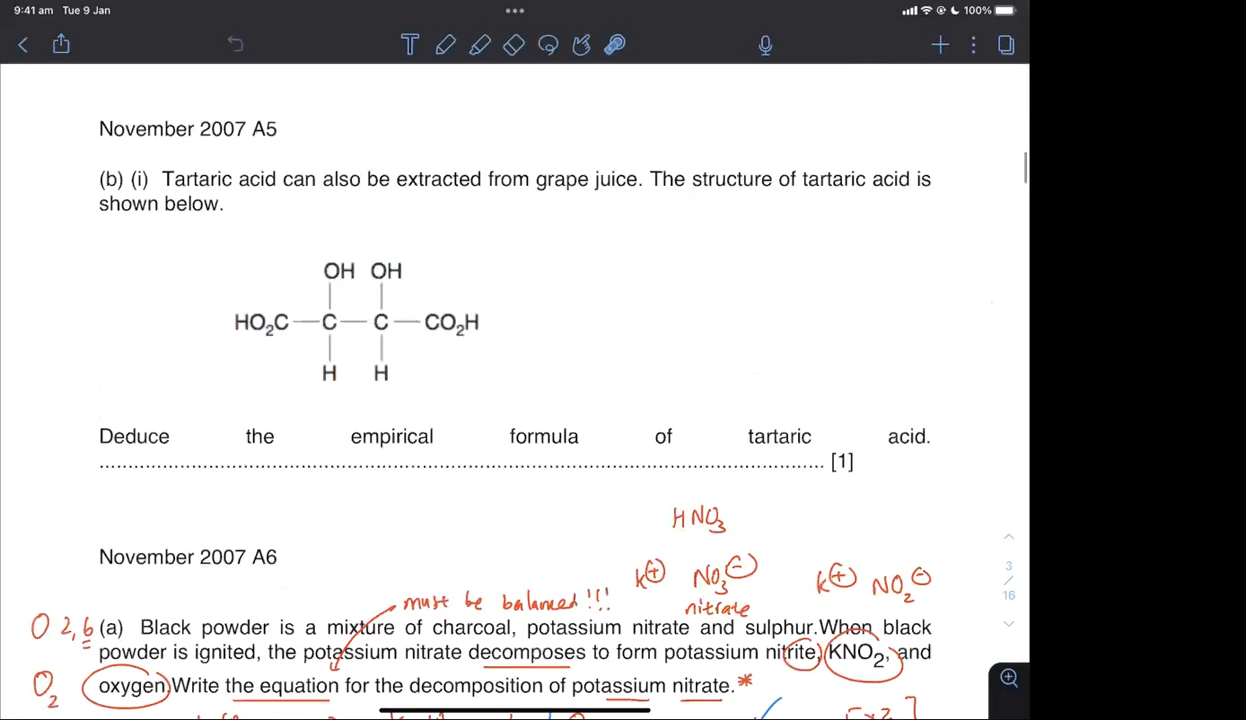 9:41 am Tue 9 Jan
100%
November 2007 A5
(b) (i) Tartaric acid can also be extracted from grape juice. The structure of tartaric acid is
shown below.
OH OH
HO₂C—C—C—CO₂H
H H
Deduce the empirical formula of tartaric acid.
........................................................................................................................ [1]
HNO₃
November 2007 A6
K⊕ NO₃⊖ K⊕ NO₂⊖
must be balanced!!! nitrate
O 2,6 (a) Black powder is a mixture of charcoal, potassium nitrate and sulphur.When black
powder is ignited, the potassium nitrate decomposes to form potassium nitrite, KNO₂, and
O₂ oxygen.Write the equation for the decomposition of potassium nitrate.*
3
/
16